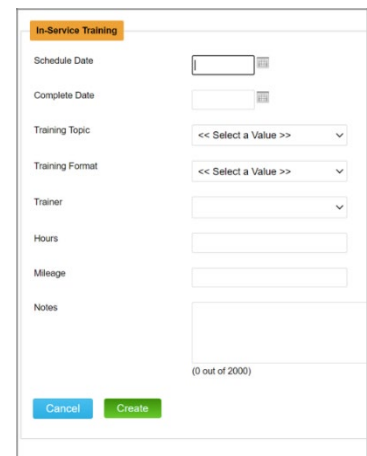 In-Service Training
Schedule Date
Complete Date
Training Topic
<< Select a Value >>
Training Format
<< Select a Value >>
Trainer
Hours
Mileage
Notes
(0 out of 2000)
Cancel
Create